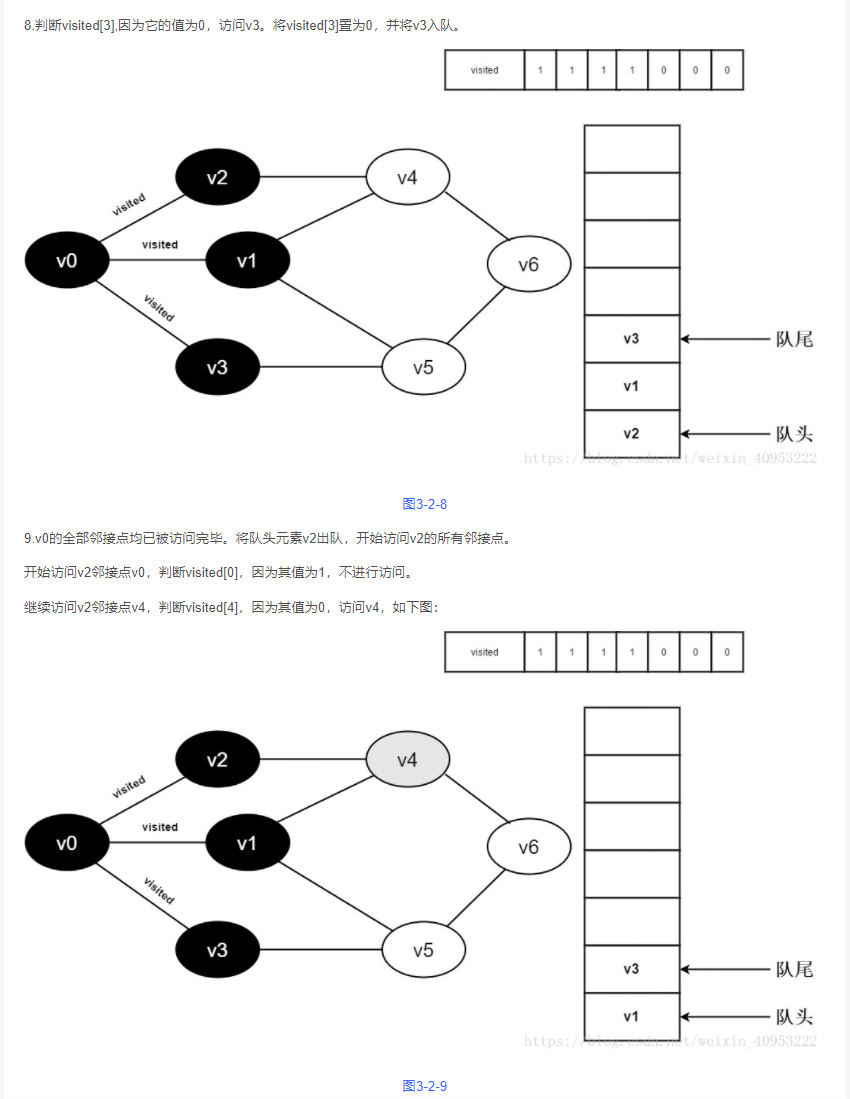 8.判断visited[3],因为它的值为0，访问v3。将visited[3]置为0，并将v3入队。
visited 1 1 1 1 0 0 0
v2
v4
visited
v0
visited
v1
v6
visited
v3
v5
v3
队尾
v1
v2
队头
https://blog.csdn.net/weixin_40953222
图3-2-8
9.v0的全部邻接点均已被访问完毕。将队头元素v2出队，开始访问v2的所有邻接点。
开始访问v2邻接点v0，判断visited[0]，因为其值为1，不进行访问。
继续访问v2邻接点v4，判断visited[4]，因为其值为0，访问v4，如下图：
visited 1 1 1 1 0 0 0
v2
v4
visited
v0
visited
v1
v6
visited
v3
v5
v3
队尾
v1
队头
https://blog.csdn.net/weixin_40953222
图3-2-9